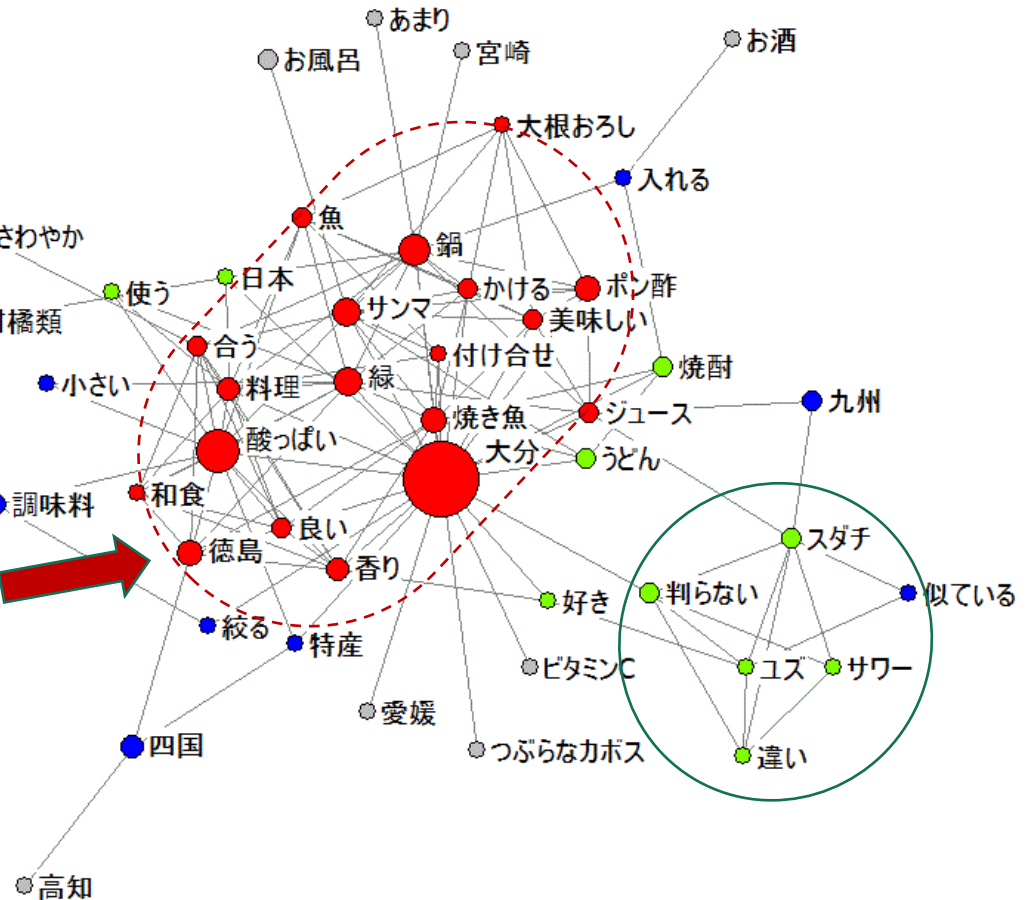 あまり
お酒
宮崎
お風呂
大根おろし
入れる
魚
さわやか
鍋
日本
使う
かける
ポン酢
サンマ
橘類
美味しい
合う
付け合せ
焼酎
小さい
料理
緑
九州
焼き魚
ジュース
酸っぱい
大分
うどん
和食
調味料
良い
スダチ
徳島
香り
判らない
似ている
好き
絞る
特産
ビタミンC
ユズ
サワー
愛媛
四国
つぶらなカボス
違い
高知